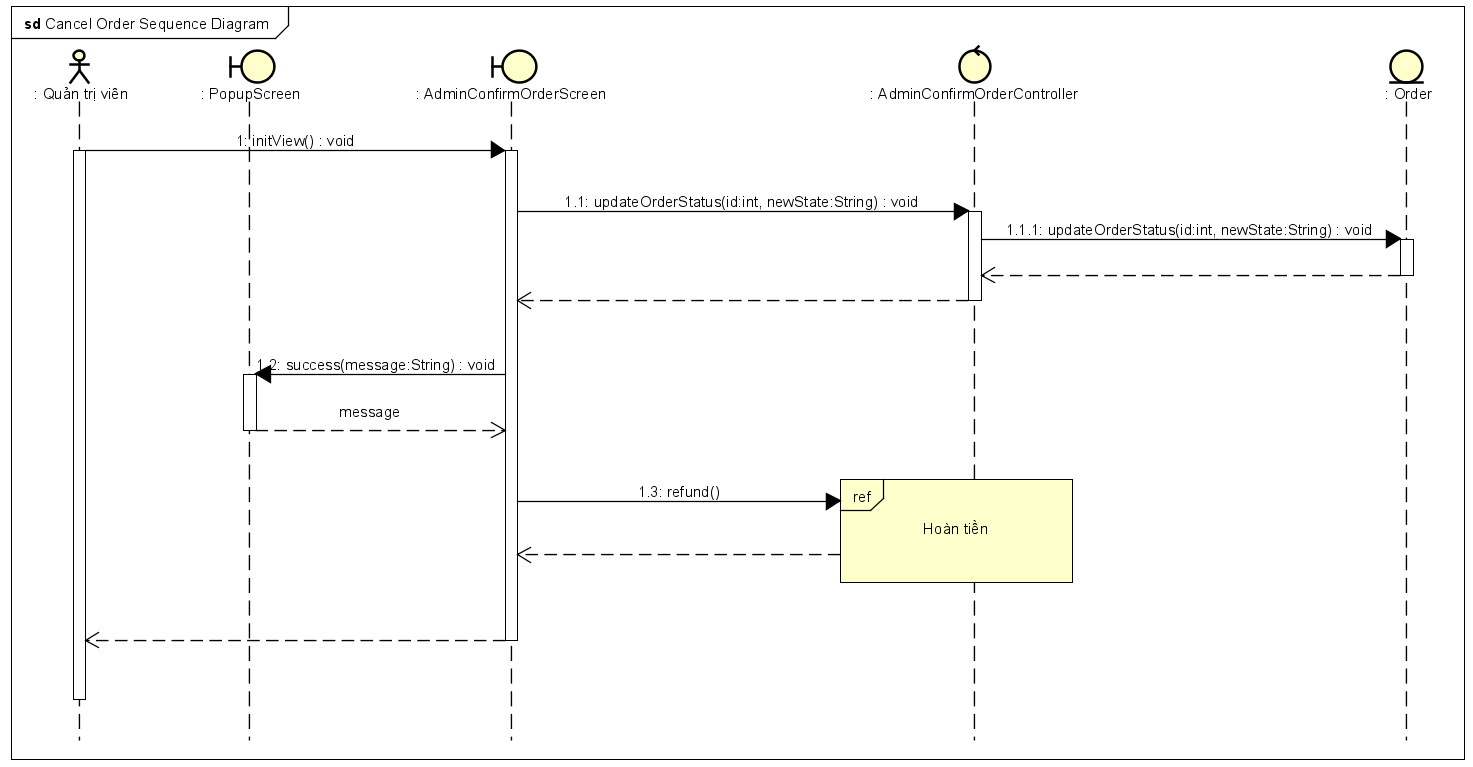 sd Cancel Order Sequence Diagram
: Quản trị viên
: PopupScreen
: AdminConfirmOrderScreen
: AdminConfirmOrderController
: Order
1: initView() : void
1.1: updateOrderStatus(id:int, newState:String) : void
1.1.1: updateOrderStatus(id:int, newState:String) : void
1.2: success(message:String) : void
message
1.3: refund()
ref
Hoàn tiền